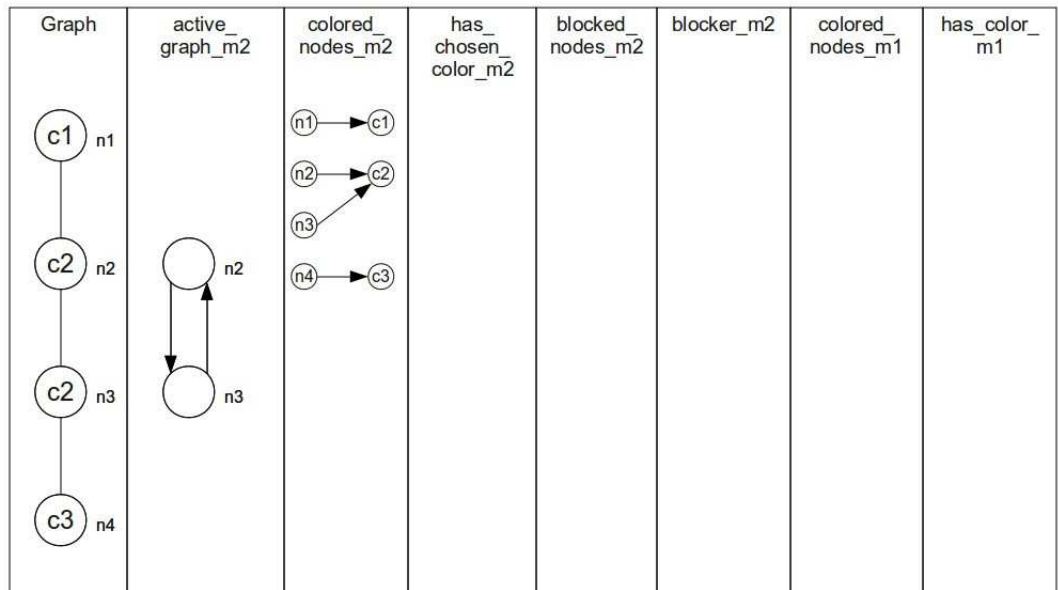 Graph
active_
graph_m2
colored_
nodes_m2
has_
chosen_
color_m2
blocked_
nodes_m2
blocker_m2
colored_
nodes_m1
has_color_
m1
c1 n1
c2 n2
c2 n3
c3 n4
n2
n3
n1 c1
n2 c2
n3
n4 c3